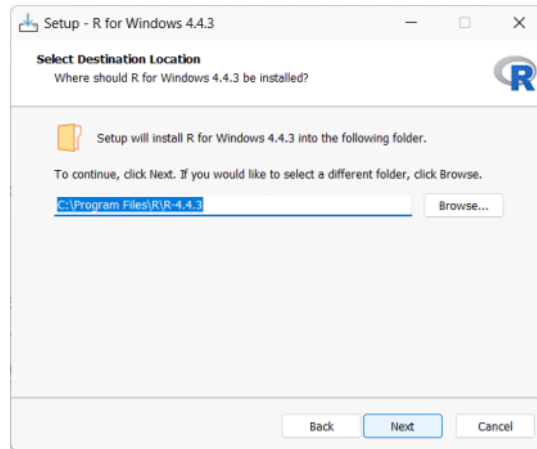 Setup - R for Windows 4.4.3
Select Destination Location
Where should R for Windows 4.4.3 be installed?
R
Setup will install R for Windows 4.4.3 into the following folder.
To continue, click Next. If you would like to select a different folder, click Browse.
C:\Program Files\R\R-4.4.3
Browse...
Back
Next
Cancel